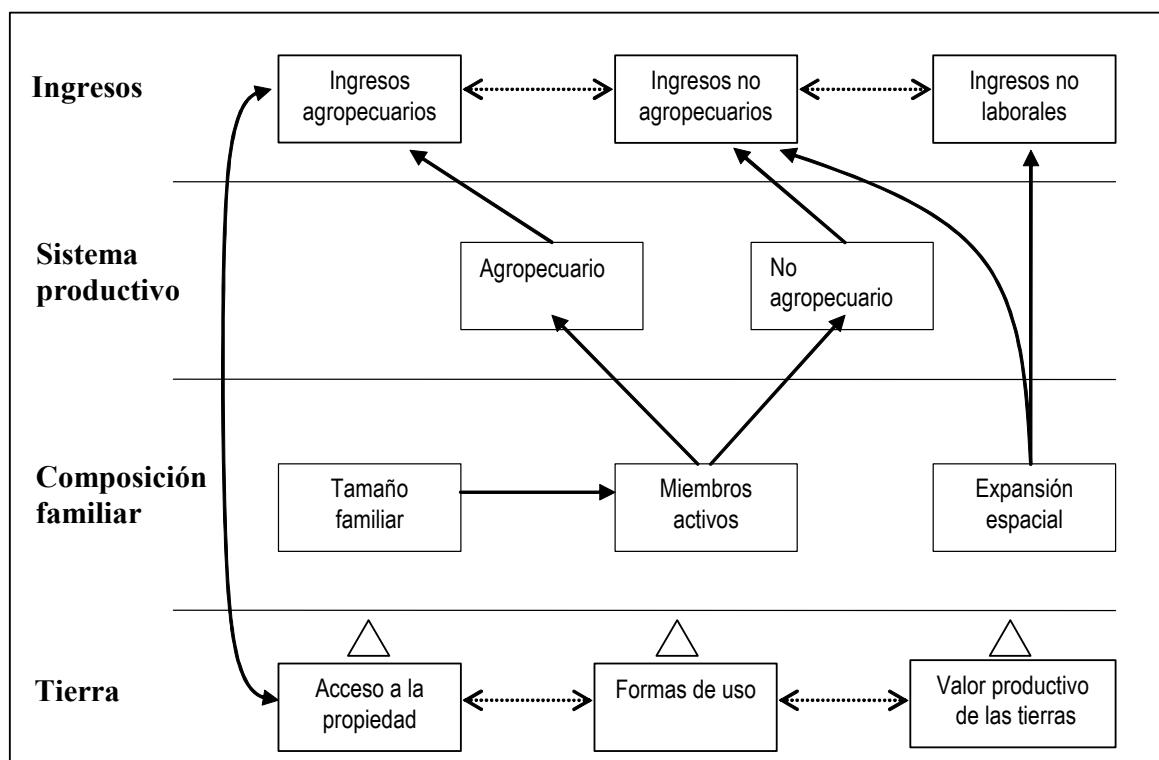 Ingresos
Ingresos
agropecuarios
Ingresos no
agropecuarios
Ingresos no
laborales
Sistema
productivo
Agropecuario
No
agropecuario
Composición
familiar
Tamaño
familiar
Miembros
activos
Expansión
espacial
Tierra
Acceso a la
propiedad
Formas de uso
Valor productivo
de las tierras